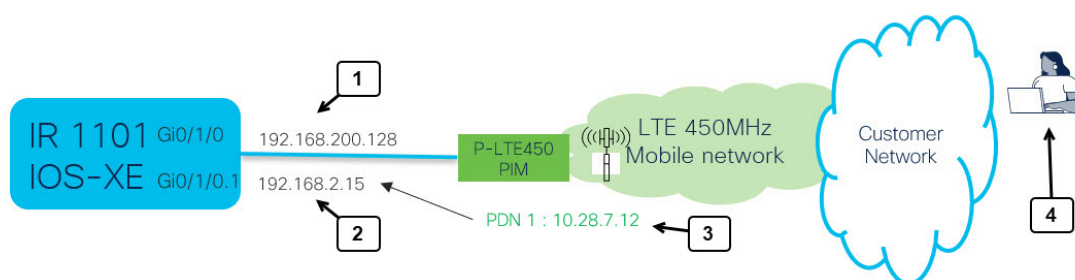 1
IR 1101 Gi0/1/0
192.168.200.128
IOS-XE Gi0/1/0.1
192.168.2.15
2
P-LTE450
PIM
LTE 450MHz
Mobile network
PDN 1 : 10.28.7.12
3
Customer
Network
4